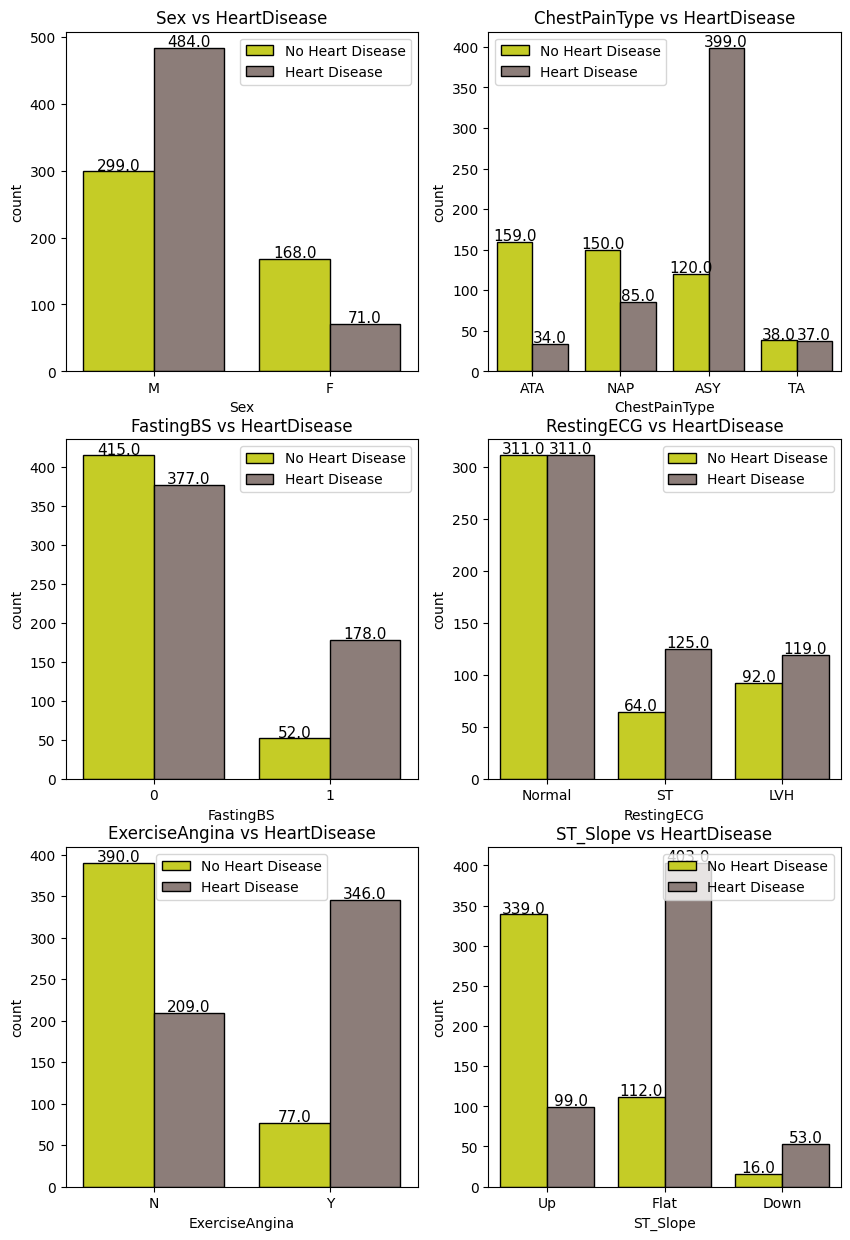 Sex vs HeartDisease
500
400
300
200
100
0
count
484.0
299.0
168.0
71.0
No Heart Disease
Heart Disease
M F
Sex
ChestPainType vs HeartDisease
400
350
300
250
200
150
100
50
0
count
399.0
159.0
150.0
120.0
85.0
34.0
38.0 37.0
No Heart Disease
Heart Disease
ATA NAP ASY TA
ChestPainType
FastingBS vs HeartDisease
400
350
300
250
200
150
100
50
0
count
415.0
377.0
178.0
52.0
No Heart Disease
Heart Disease
0 1
FastingBS
RestingECG vs HeartDisease
300
250
200
150
100
50
0
count
311.0 311.0
125.0
119.0
92.0
64.0
No Heart Disease
Heart Disease
Normal ST LVH
RestingECG
ExerciseAngina vs HeartDisease
400
350
300
250
200
150
100
50
0
count
390.0
346.0
209.0
77.0
No Heart Disease
Heart Disease
N Y
ExerciseAngina
ST_Slope vs HeartDisease
400
350
300
250
200
150
100
50
0
count
403.0
339.0
112.0
99.0
53.0
16.0
No Heart Disease
Heart Disease
Up Flat Down
ST_Slope